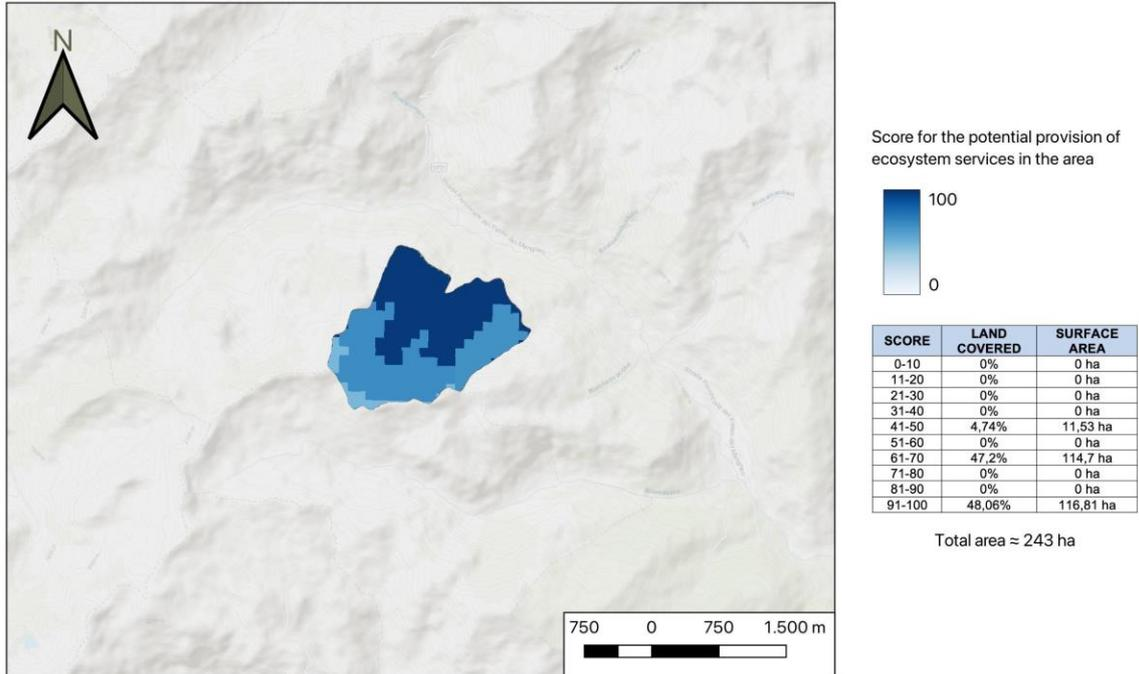 N
Score for the potential provision of
ecosystem services in the area
100
0
SCORE LAND COVERED SURFACE AREA
0-10 0% 0 ha
11-20 0% 0 ha
21-30 0% 0 ha
31-40 0% 0 ha
41-50 4,74% 11,53 ha
51-60 0% 0 ha
61-70 47,2% 114,7 ha
71-80 0% 0 ha
81-90 0% 0 ha
91-100 48,06% 116,81 ha
Total area ≈ 243 ha
750 0 750 1.500 m